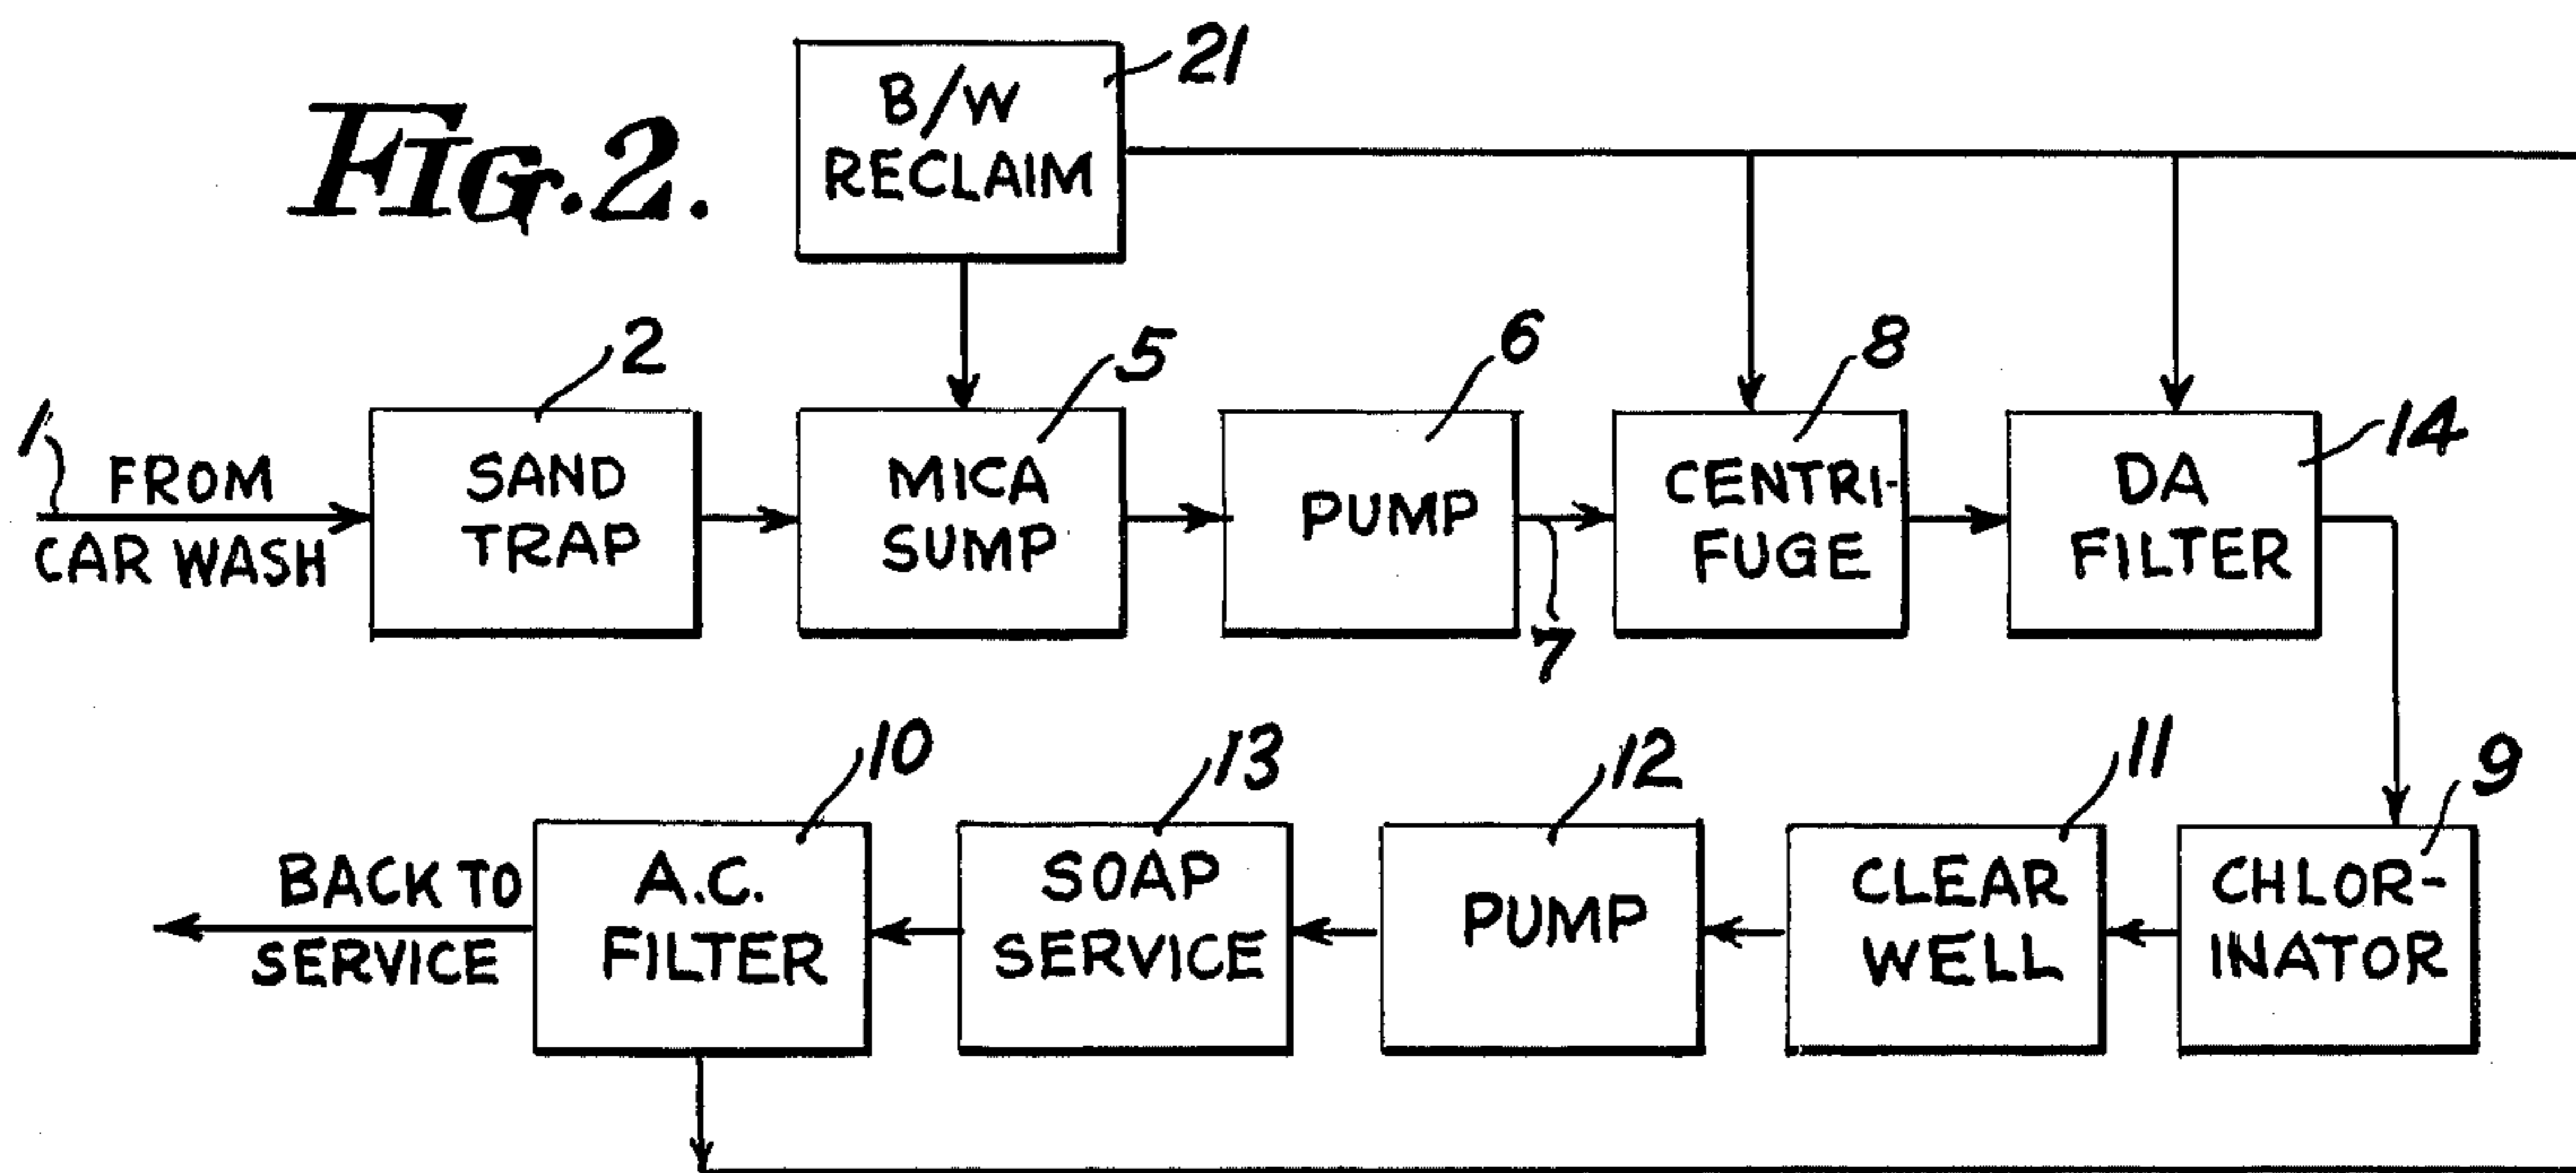 FIG.2.
B/W
RECLAIM
21
1
FROM
CAR WASH
2
SAND
TRAP
5
MICA
SUMP
6
PUMP
7
8
CENTRI-
FUGE
14
DA
FILTER
10
A.C.
FILTER
BACK TO
SERVICE
13
SOAP
SERVICE
12
PUMP
11
CLEAR
WELL
9
CHLOR-
INATOR